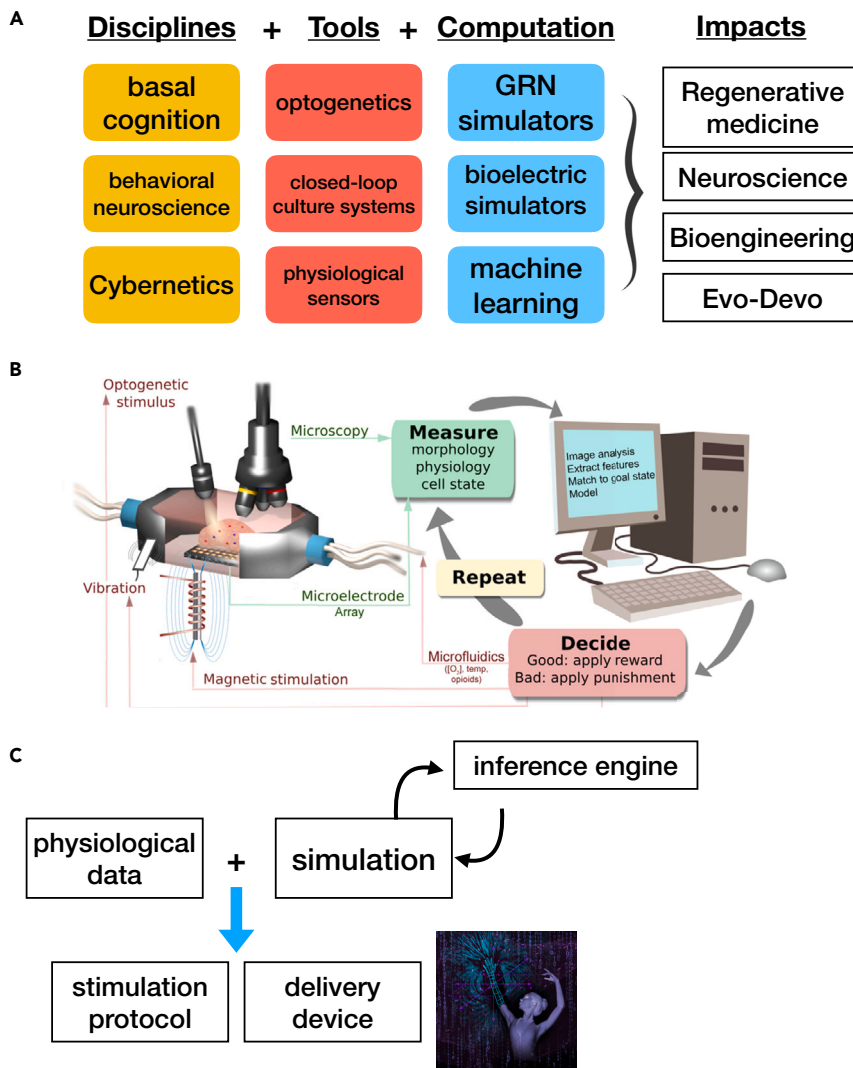 A
Disciplines + Tools + Computation Impacts
basal
cognition
optogenetics
GRN
simulators
Regenerative
medicine
behavioral
neuroscience
closed-loop
culture systems
bioelectric
simulators
Neuroscience
Bioengineering
Cybernetics
physiological
sensors
machine
learning
Evo-Devo
B
Optogenetic
stimulus
Microscopy
Measure
morphology
physiology
cell state
Image analysis
Extract features
Match to goal state
Model
Repeat
Vibration
Microelectrode
Array
Microfluidics
([O₂], temp,
opioids)
Magnetic stimulation
Decide
Good: apply reward
Bad: apply punishment
C
inference engine
physiological
data
+
simulation
stimulation
protocol
delivery
device